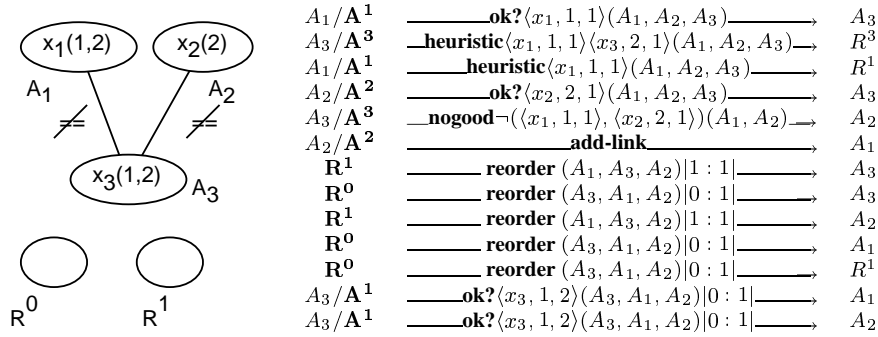 x1(1,2) x2(2)
A1 A2
== ==
x3(1,2) A3
R0 R1
A1/A1 ok?⟨x1, 1, 1⟩(A1, A2, A3) → A3
A3/A3 heuristic⟨x1, 1, 1⟩⟨x3, 2, 1⟩(A1, A2, A3) → R3
A1/A1 heuristic⟨x1, 1, 1⟩(A1, A2, A3) → R1
A2/A2 ok?⟨x2, 2, 1⟩(A1, A2, A3) → A3
A3/A3 nogood¬(⟨x1, 1, 1⟩, ⟨x2, 2, 1⟩)(A1, A2) → A2
A2/A2 add-link → A1
R1 reorder (A1, A3, A2)|1 : 1| → A3
R0 reorder (A3, A1, A2)|0 : 1| → A3
R1 reorder (A1, A3, A2)|1 : 1| → A2
R0 reorder (A3, A1, A2)|0 : 1| → A1
R0 reorder (A3, A1, A2)|0 : 1| → R1
A3/A1 ok?⟨x3, 1, 2⟩(A3, A1, A2)|0 : 1| → A1
A3/A1 ok?⟨x3, 1, 2⟩(A3, A1, A2)|0 : 1| → A2